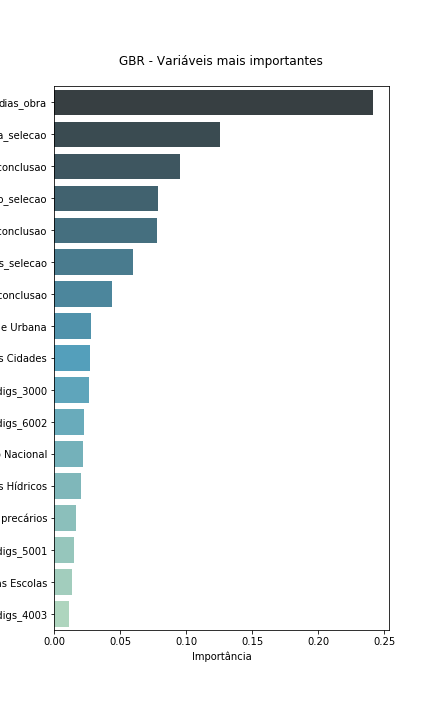 GBR - Variáveis mais importantes
dias_obra
a_selecao
conclusao
o_selecao
conclusao
s_selecao
conclusao
e Urbana
s Cidades
digs_3000
digs_6002
o Nacional
s Hídricos
precários
digs_5001
as Escolas
digs_4003
0.00 0.05 0.10 0.15 0.20 0.25
Importância